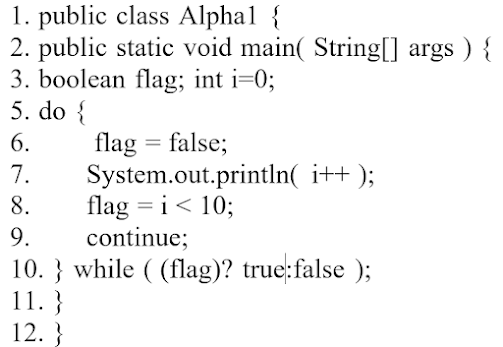 1. public class Alpha1 {
2. public static void main( String[] args ) {
3. boolean flag; int i=0;
5. do {
6. flag = false;
7. System.out.println( i++ );
8. flag = i < 10;
9. continue;
10. } while ( (flag)? true:false );
11. }
12. }